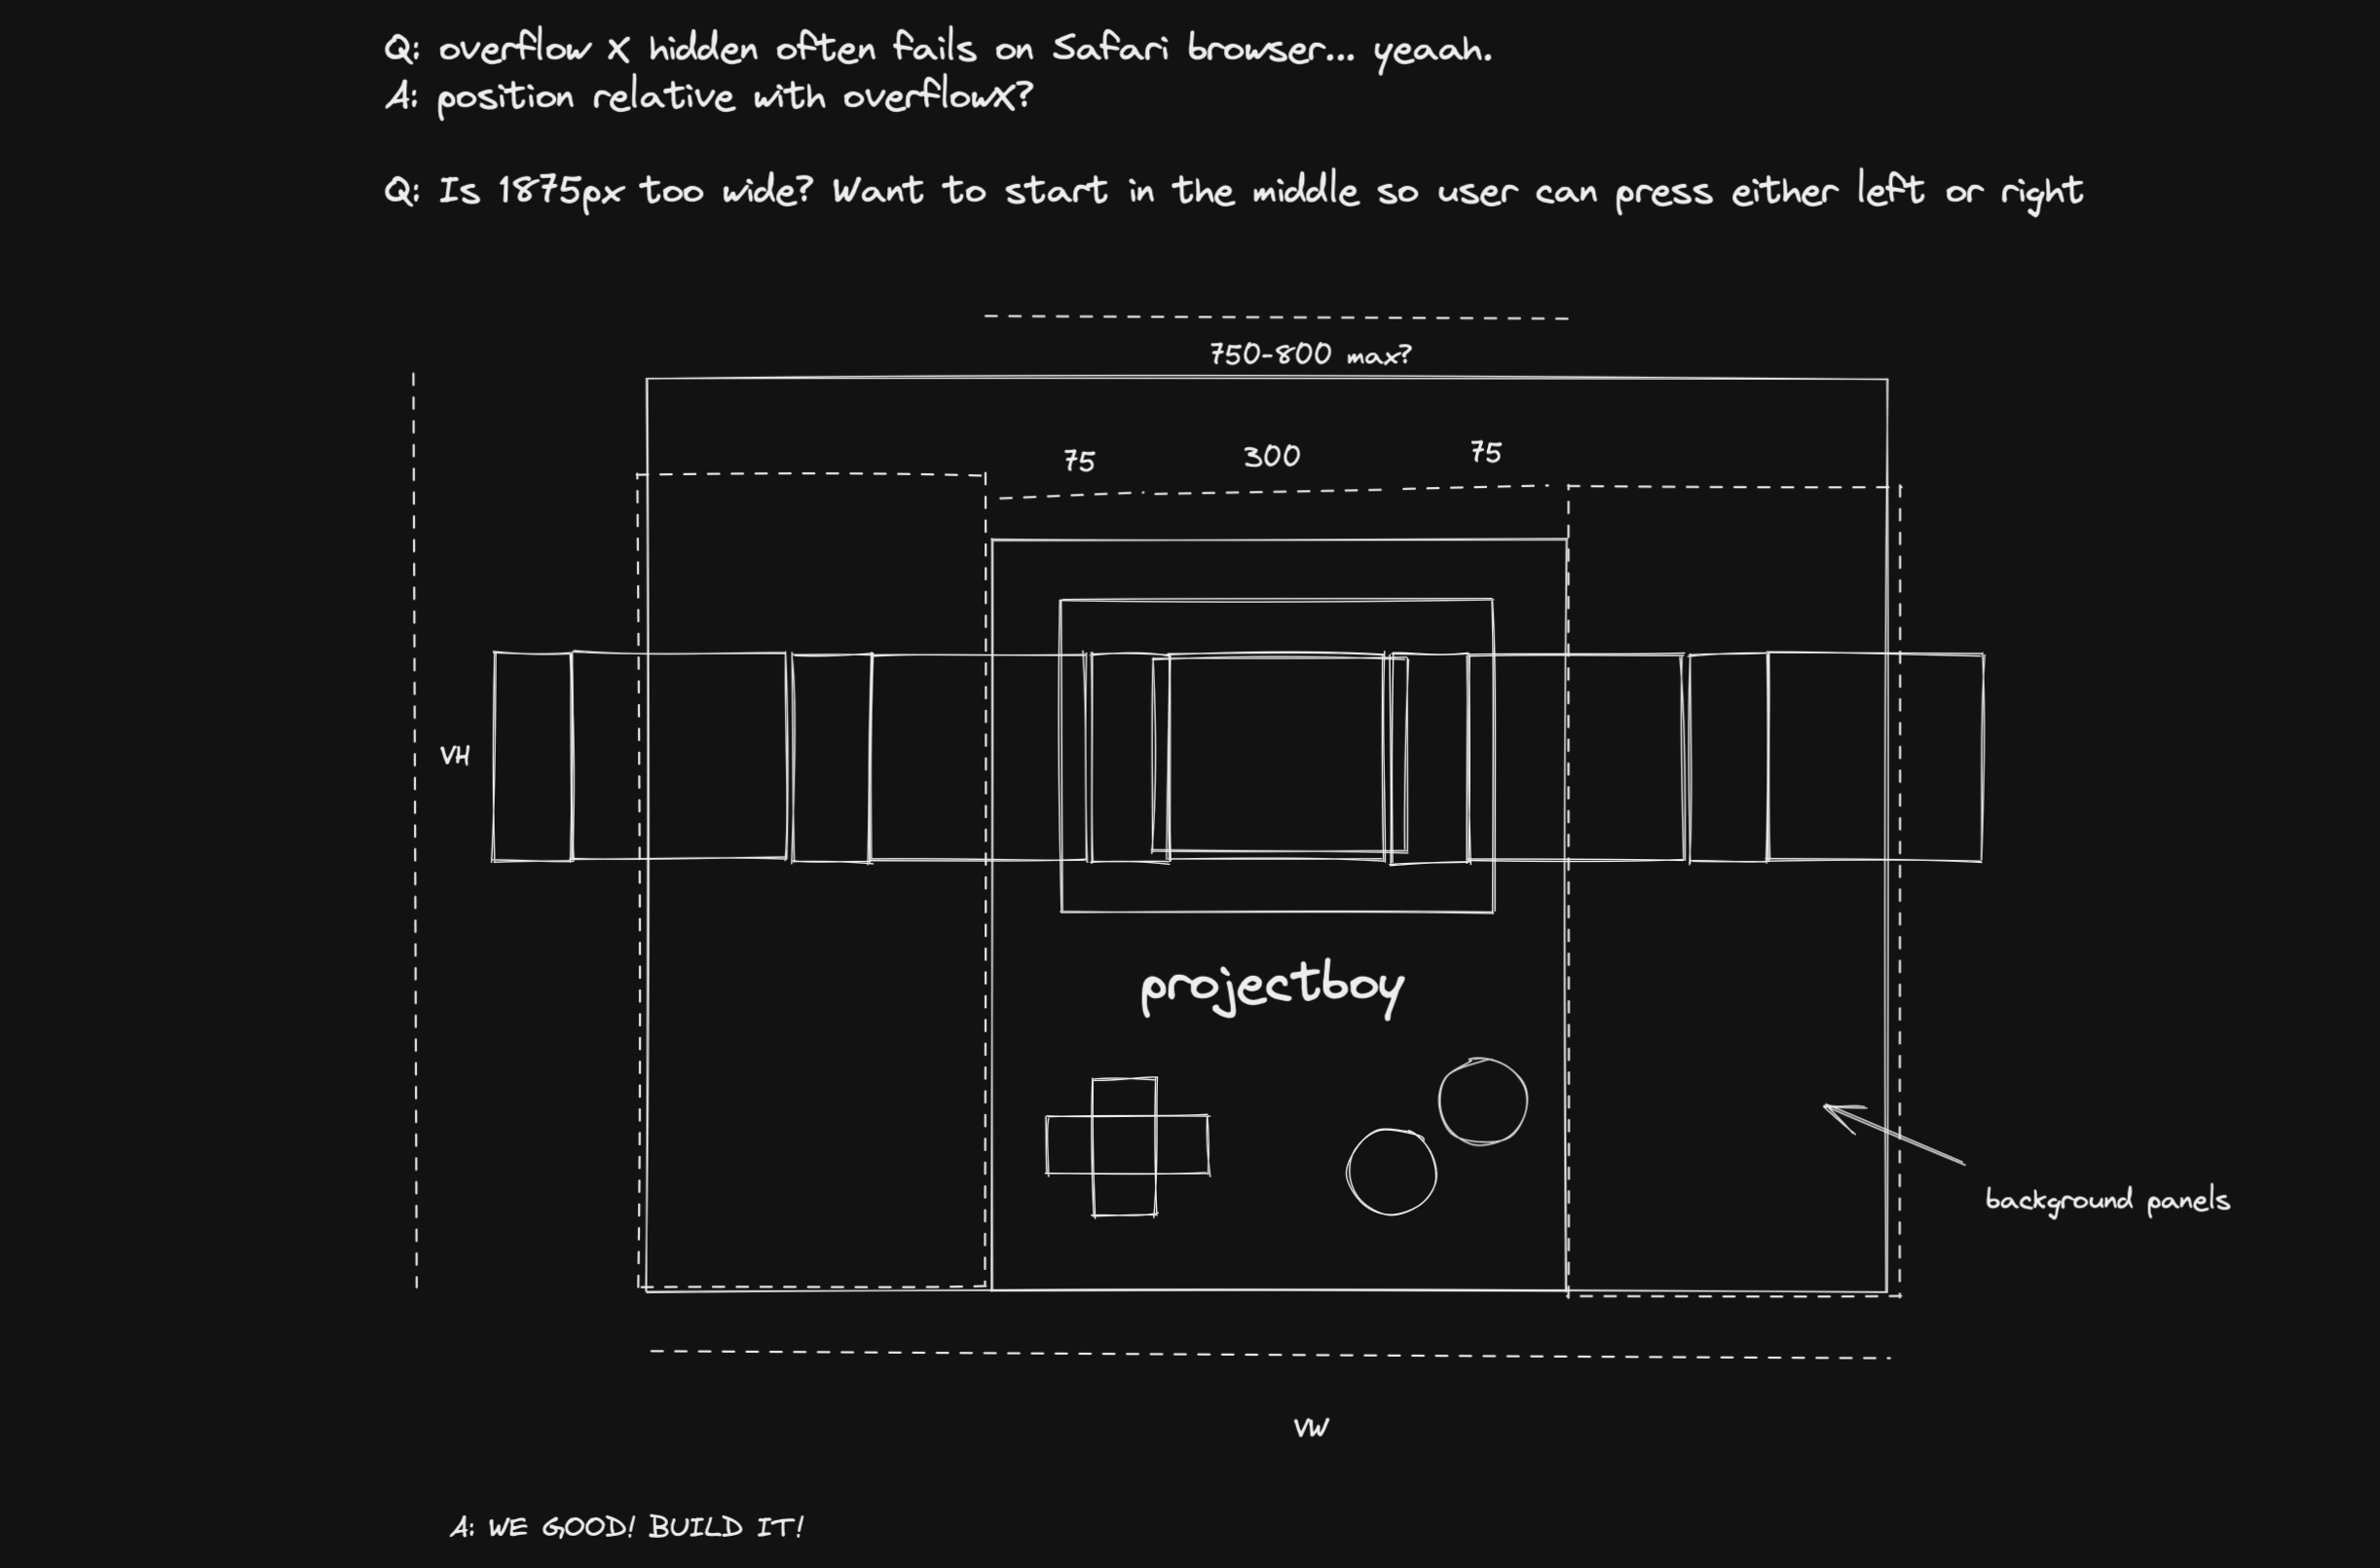 Q: overflow x hidden often fails on Safari browser... yeaah.
A: position relative with overflowX?
Q: Is 1875px too wide? Want to start in the middle so user can press either left or right
750-800 max?
75
300
75
VH
projectboy
background panels
VW
A: WE GOOD! BUILD IT!